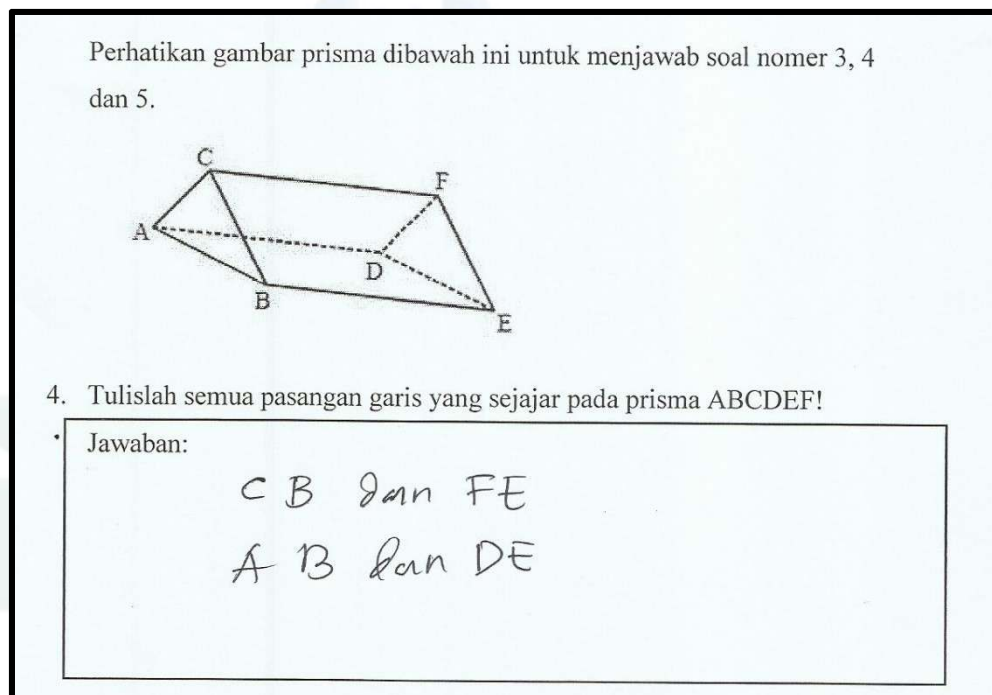 Perhatikan gambar prisma dibawah ini untuk menjawab soal nomer 3, 4
dan 5.
C
F
A
D
B
E
4. Tulislah semua pasangan garis yang sejajar pada prisma ABCDEF!
Jawaban:
CB dan FE
AB dan DE